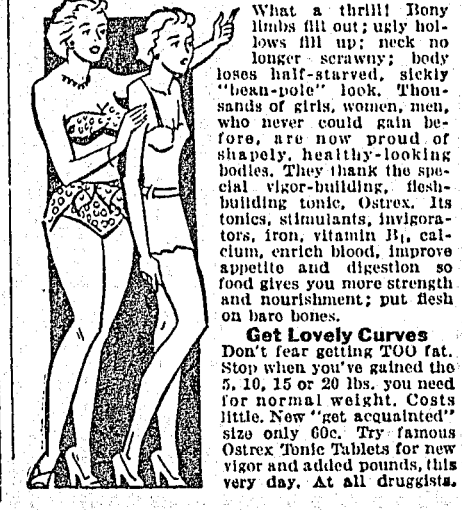 What a thrill! Bony
limbs fill out; ugly hol-
lows fill up; neck no
longer scrawny; body
loses half-starved, sickly
"bean-pole" look. Thou-
sands of girls, women, men,
who never could gain be-
fore, are now proud of
shapely, healthy-looking
bodies. They thank the spe-
cial vigor-building, flesh-
building tonic, Ostrex. Its
tonics, stimulants, invigora-
tors, iron, vitamin B₁, cal-
cium, enrich blood, improve
appetite and digestion so
food gives you more strength
and nourishment; put flesh
on bare bones.
Get Lovely Curves
Don't fear getting TOO fat.
Stop when you've gained the
5, 10, 15 or 20 lbs. you need
for normal weight. Costs
little. New "get acquainted"
size only 60c. Try famous
Ostrex Tonic Tablets for new
vigor and added pounds, this
very day. At all druggists.